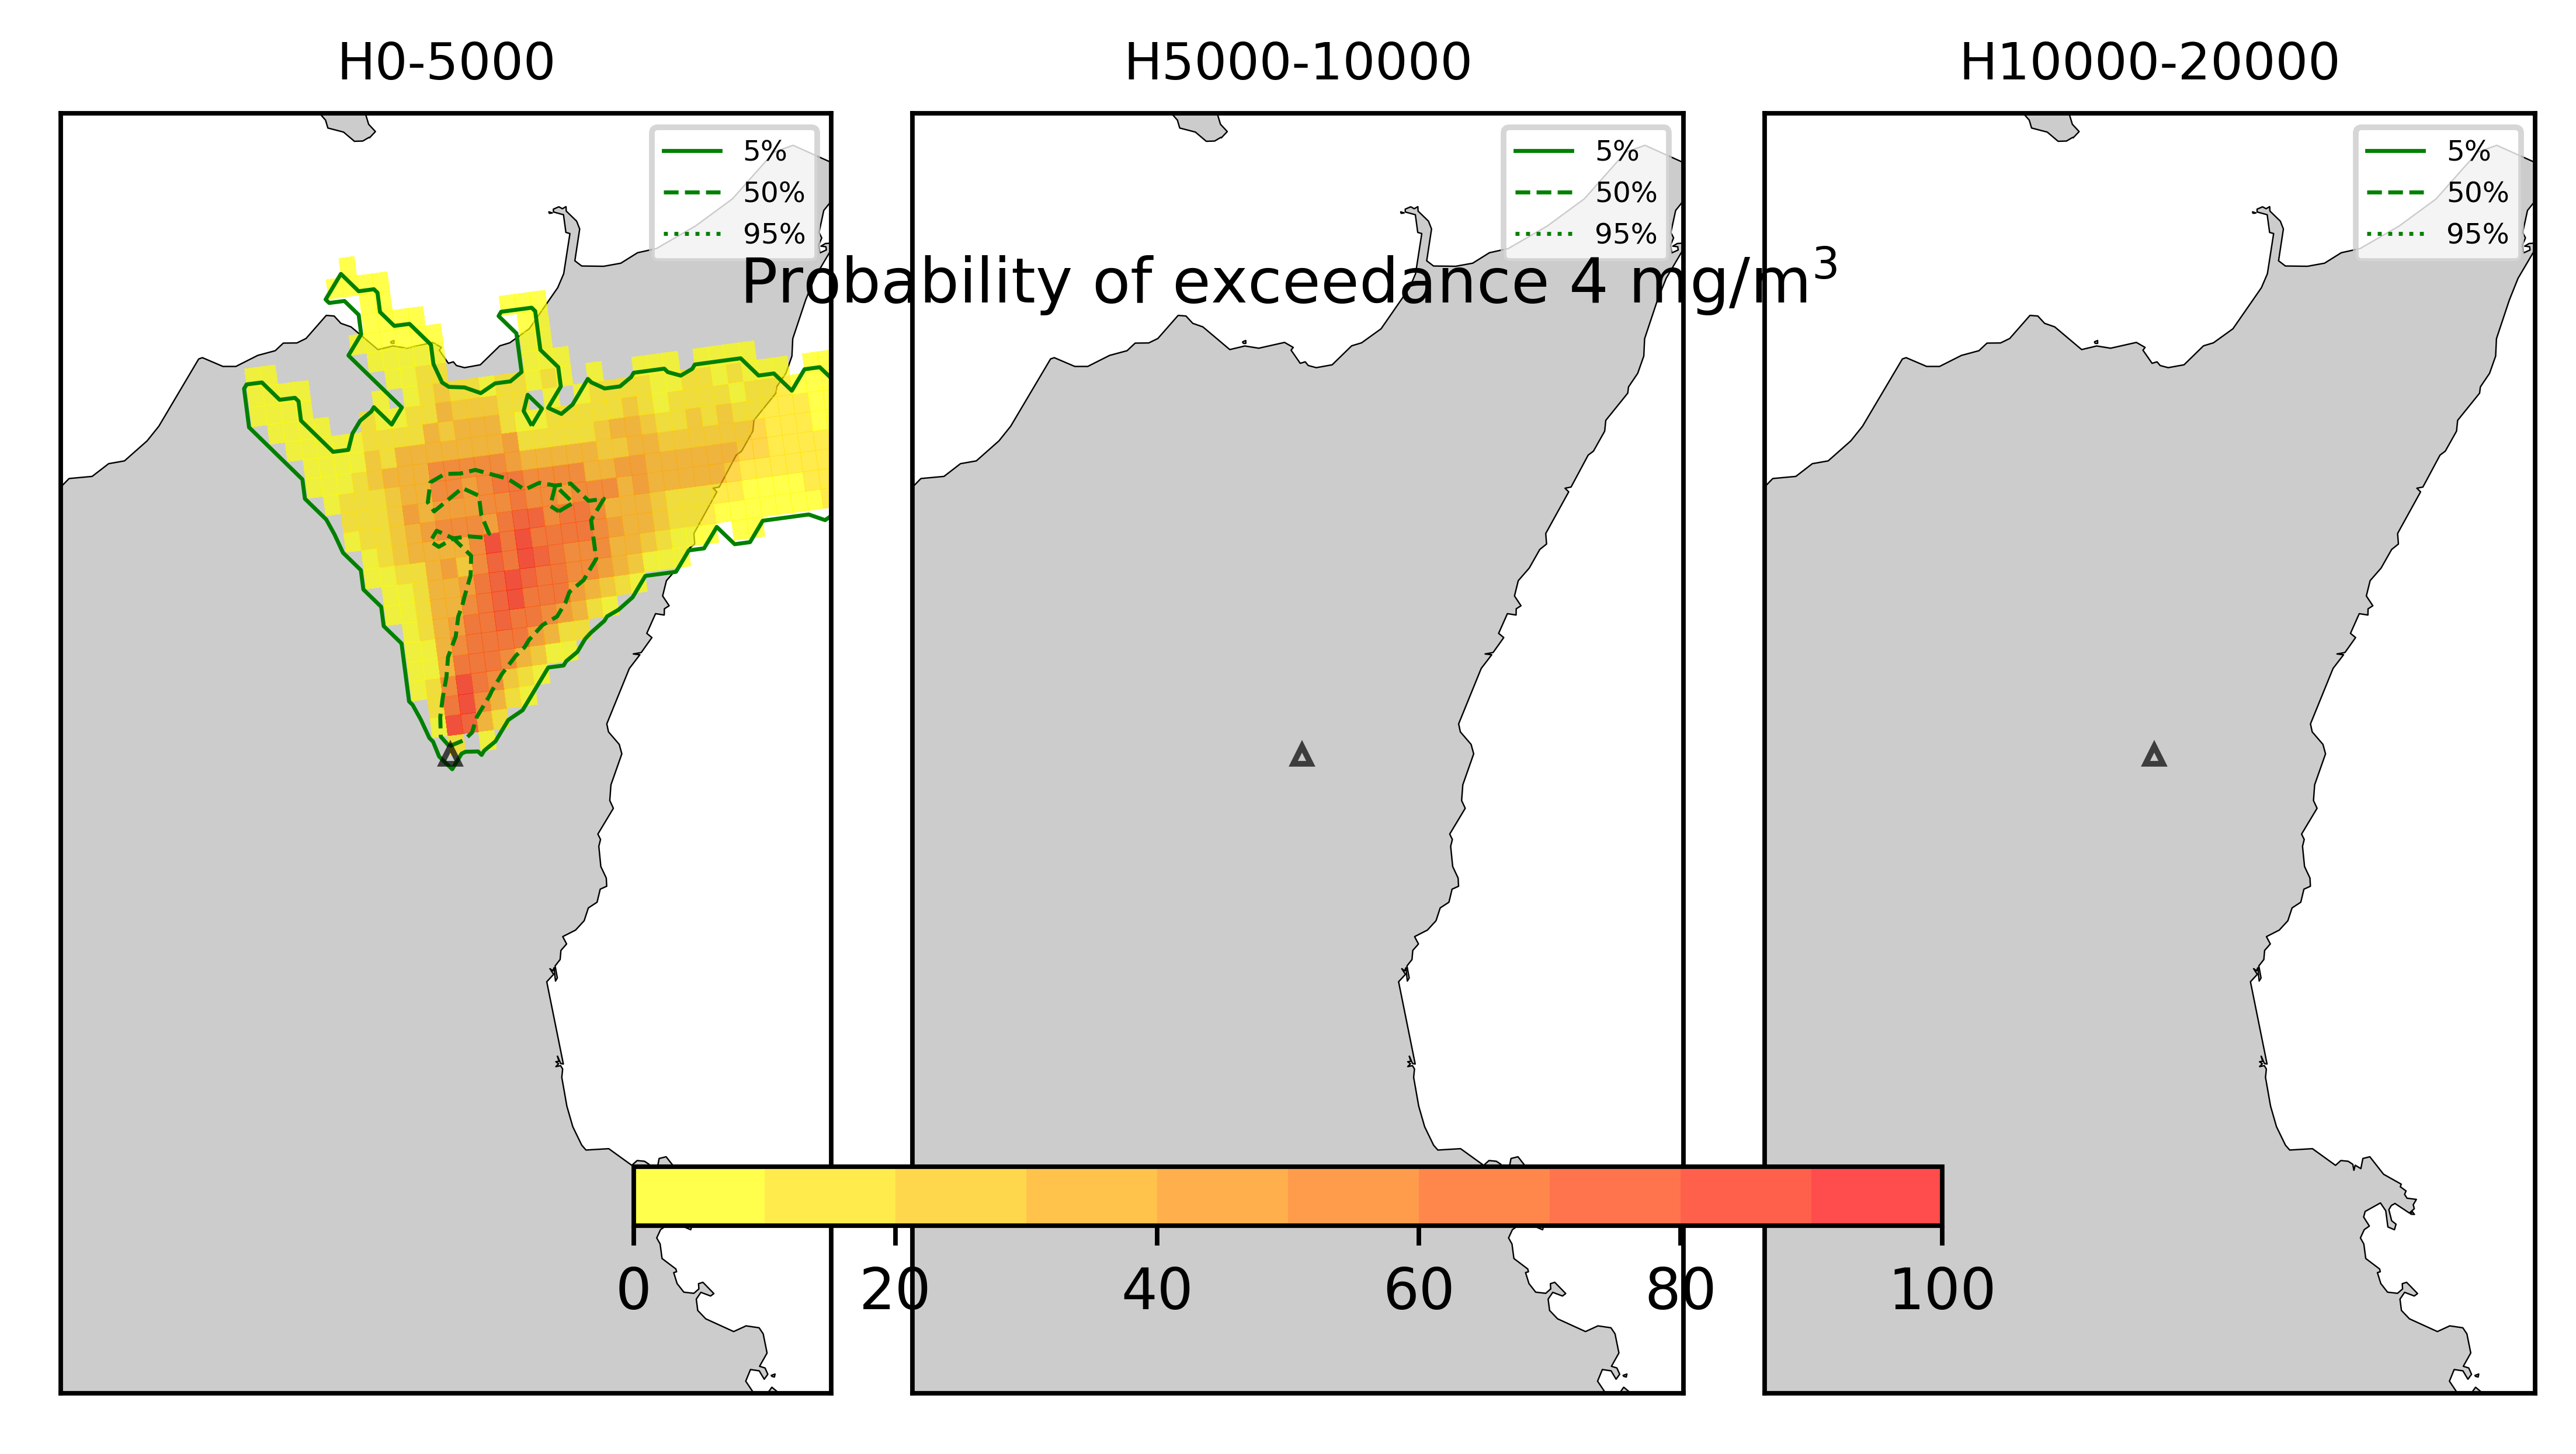 H0-5000 H5000-10000 H10000-20000
5% 5% 5%
50% 50% 50%
95% 95% 95%
Probability of exceedance 4 mg/m³
0 20 40 60 80 100